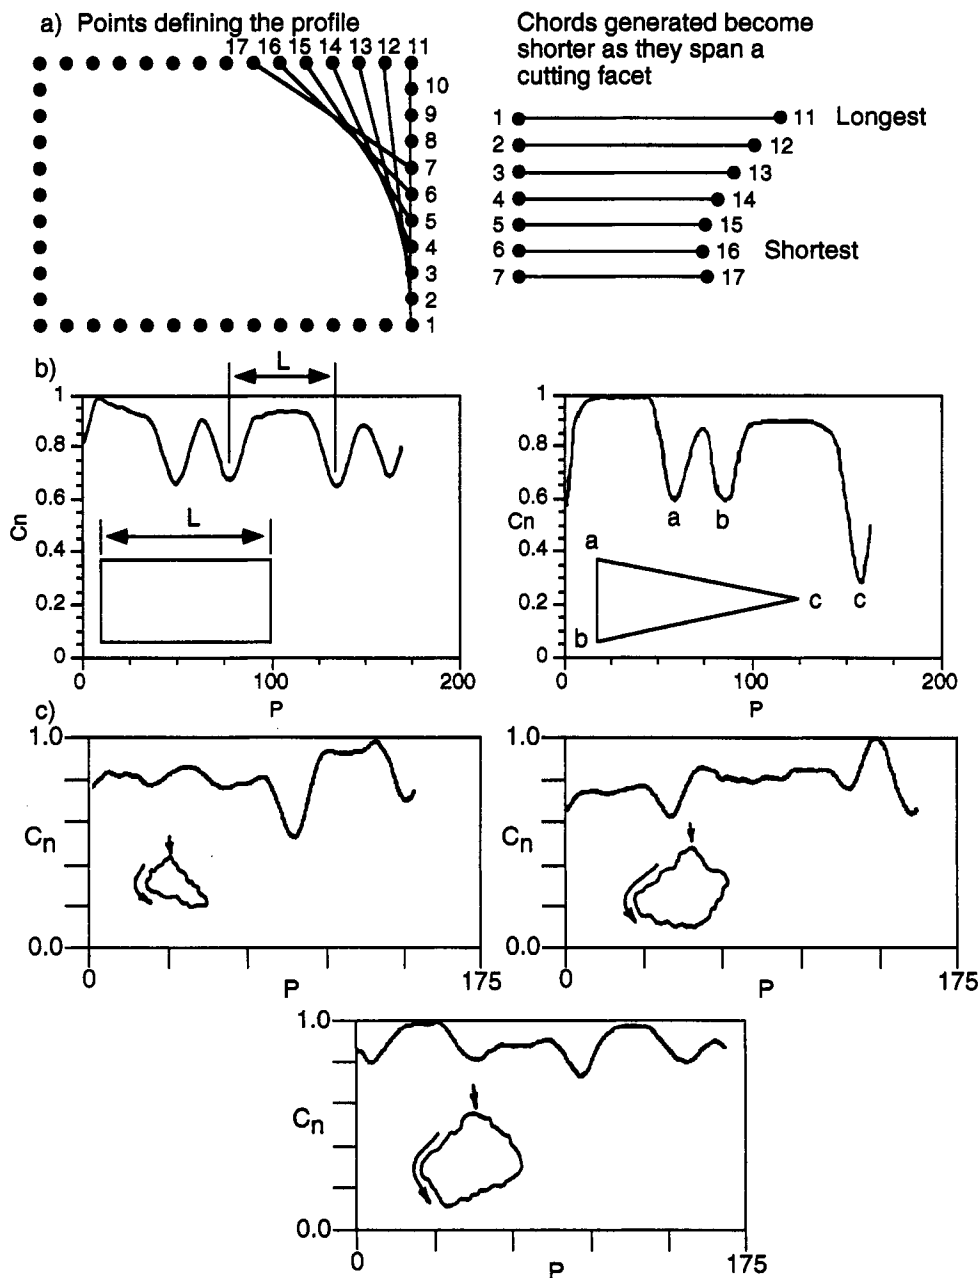 a) Points defining the profile
17 16 15 14 13 12 11
10
9
8
7
6
5
4
3
2
1
Chords generated become
shorter as they span a
cutting facet
1 11 Longest
2 12
3 13
4 14
5 15
6 16 Shortest
7 17
b)
L
1
0.8
0.6
Cn
0.4
0.2
0
L
0 100 200
P
1
0.8
0.6
Cn
0.4
0.2
0
a b
a
c c
b
0 100 200
P
c)
1.0
Cn
0.0
0 175
P
1.0
Cn
0.0
0 175
P
1.0
Cn
0.0
0 175
P